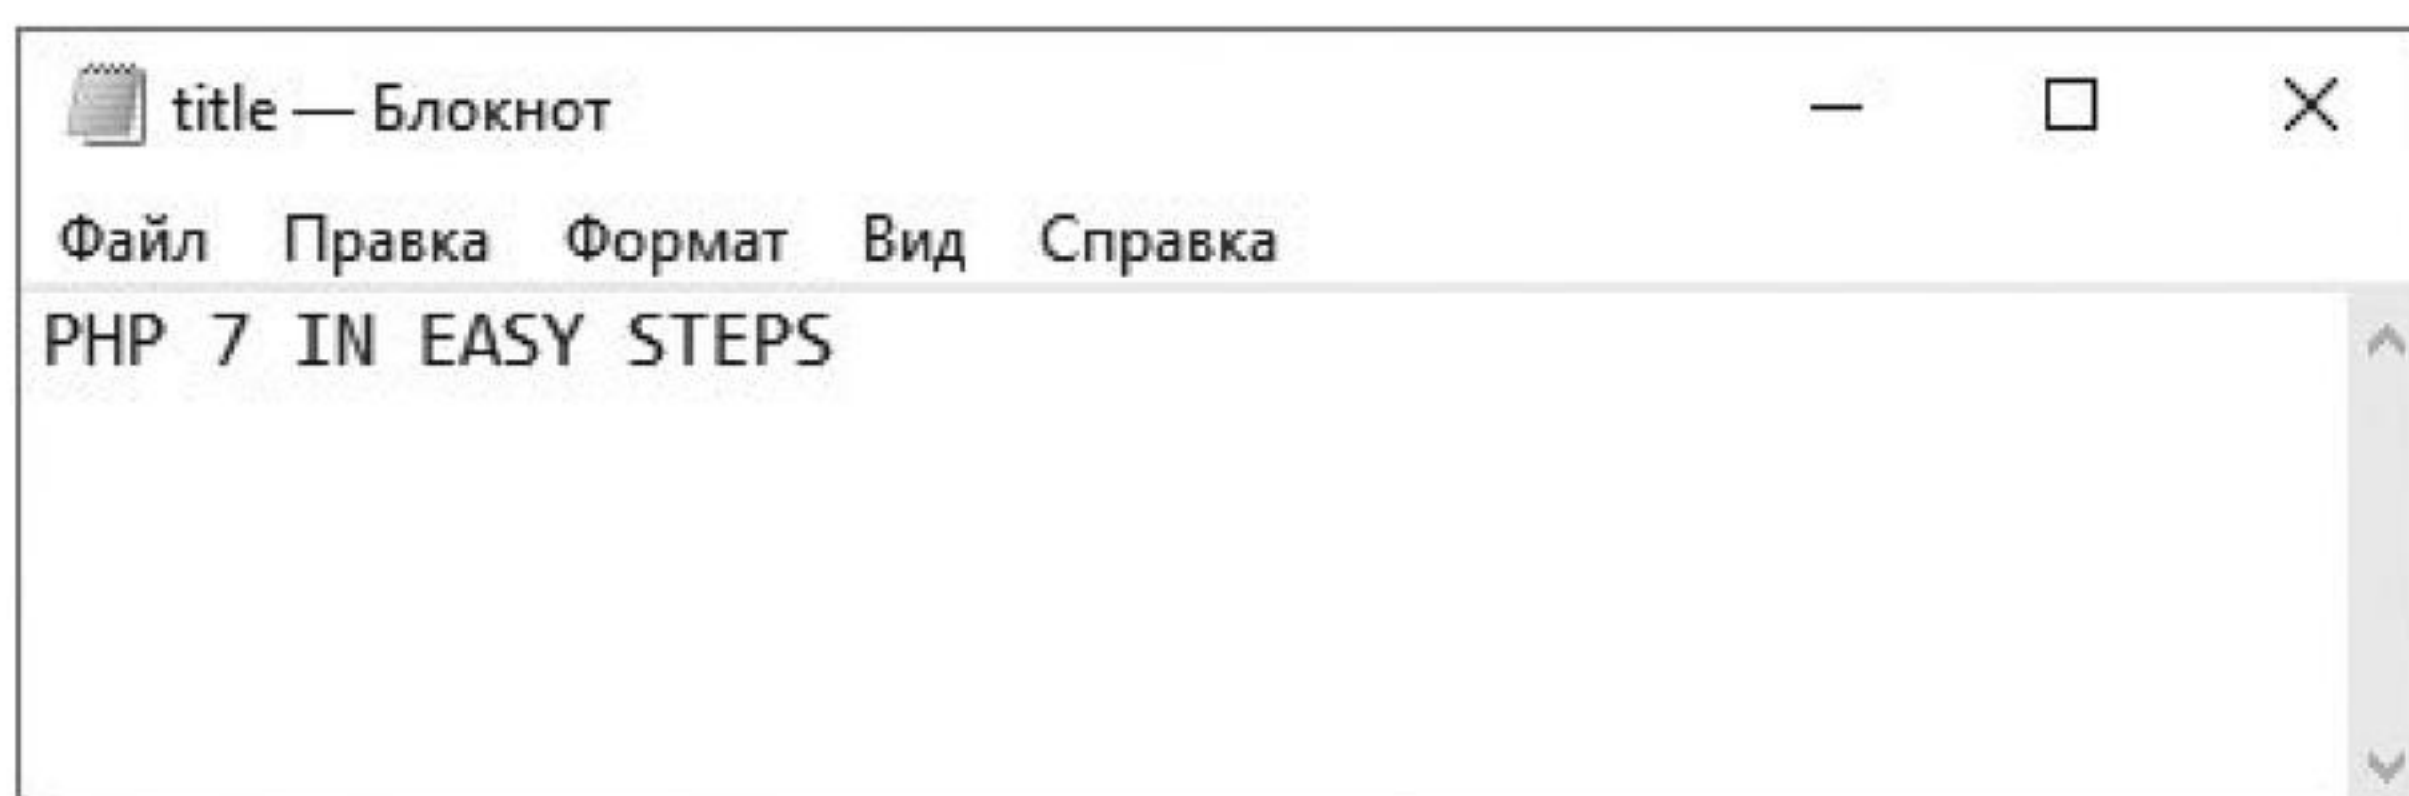 title — Блокнот
Файл Правка Формат Вид Справка
PHP 7 IN EASY STEPS